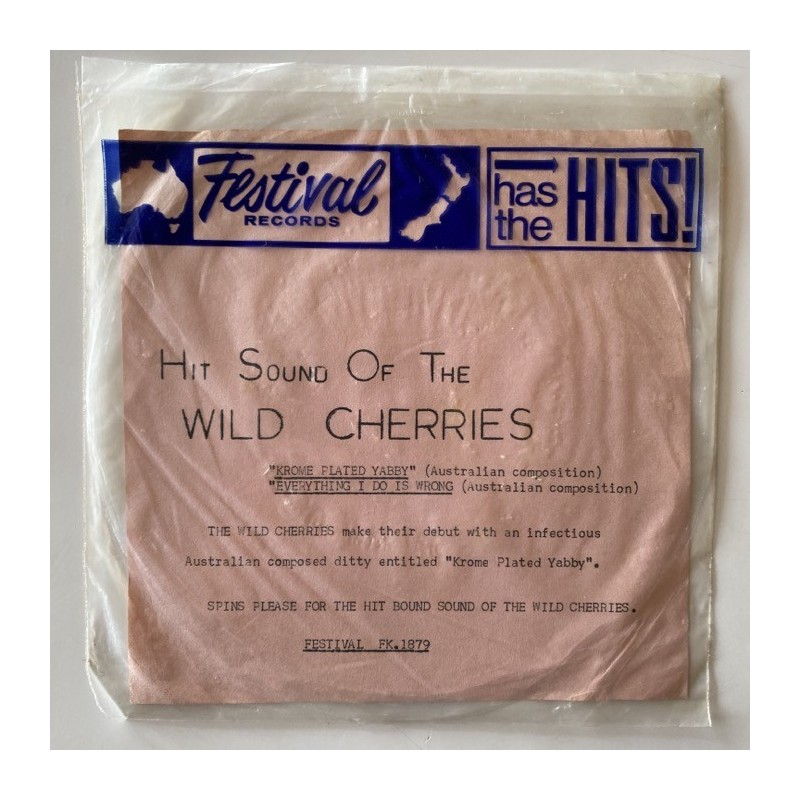 Festival
RECORDS
has
the
HITS!
HIT SOUND OF THE
WILD CHERRIES
"KROME PLATED YABBY" (Australian composition)
"EVERYTHING I DO IS WRONG (Australian composition)
THE WILD CHERRIES make their debut with an infectious
Australian composed ditty entitled "Krome Plated Yabby".
SPINS PLEASE FOR THE HIT BOUND SOUND OF THE WILD CHERRIES.
FESTIVAL FK.1879